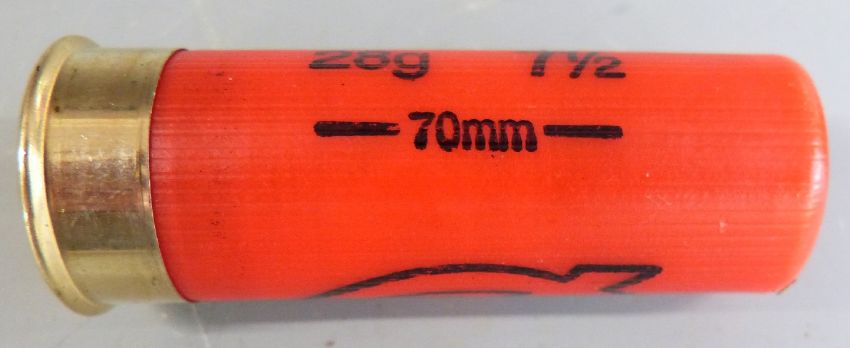 28g 7½
— 70mm —